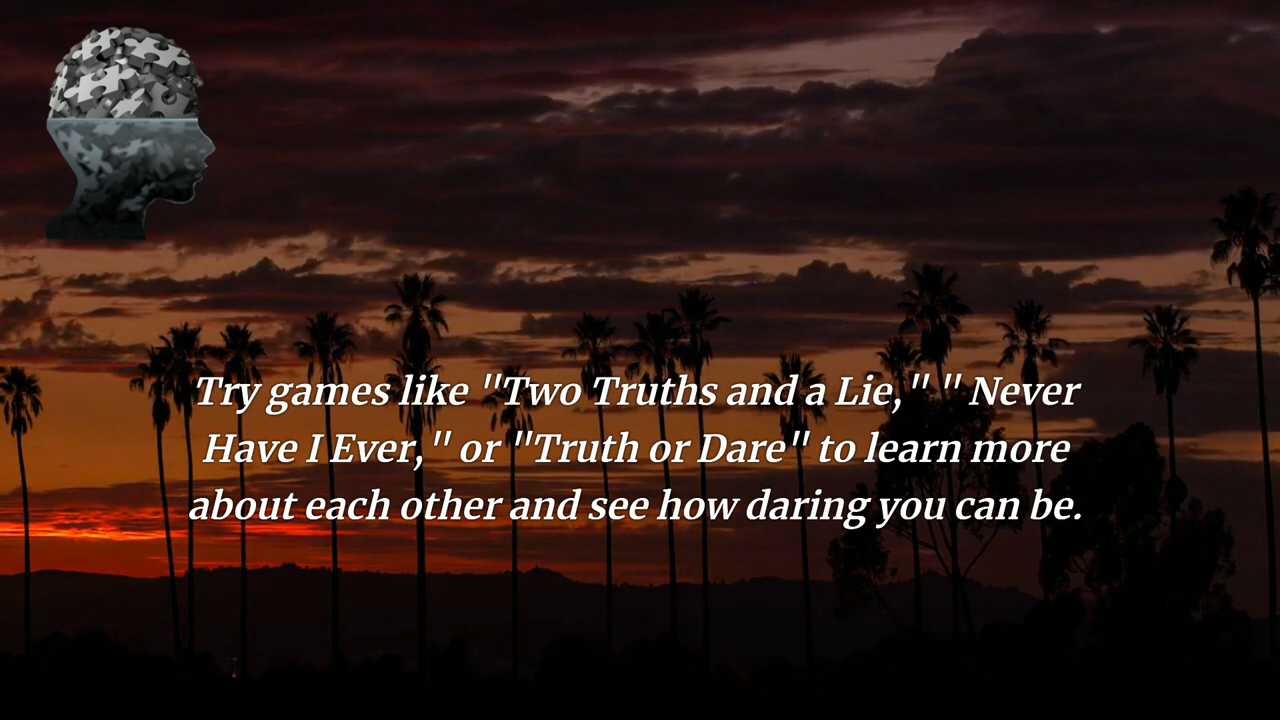 Try games like "Two Truths and a Lie," " Never
Have I Ever," or "Truth or Dare" to learn more
about each other and see how daring you can be.